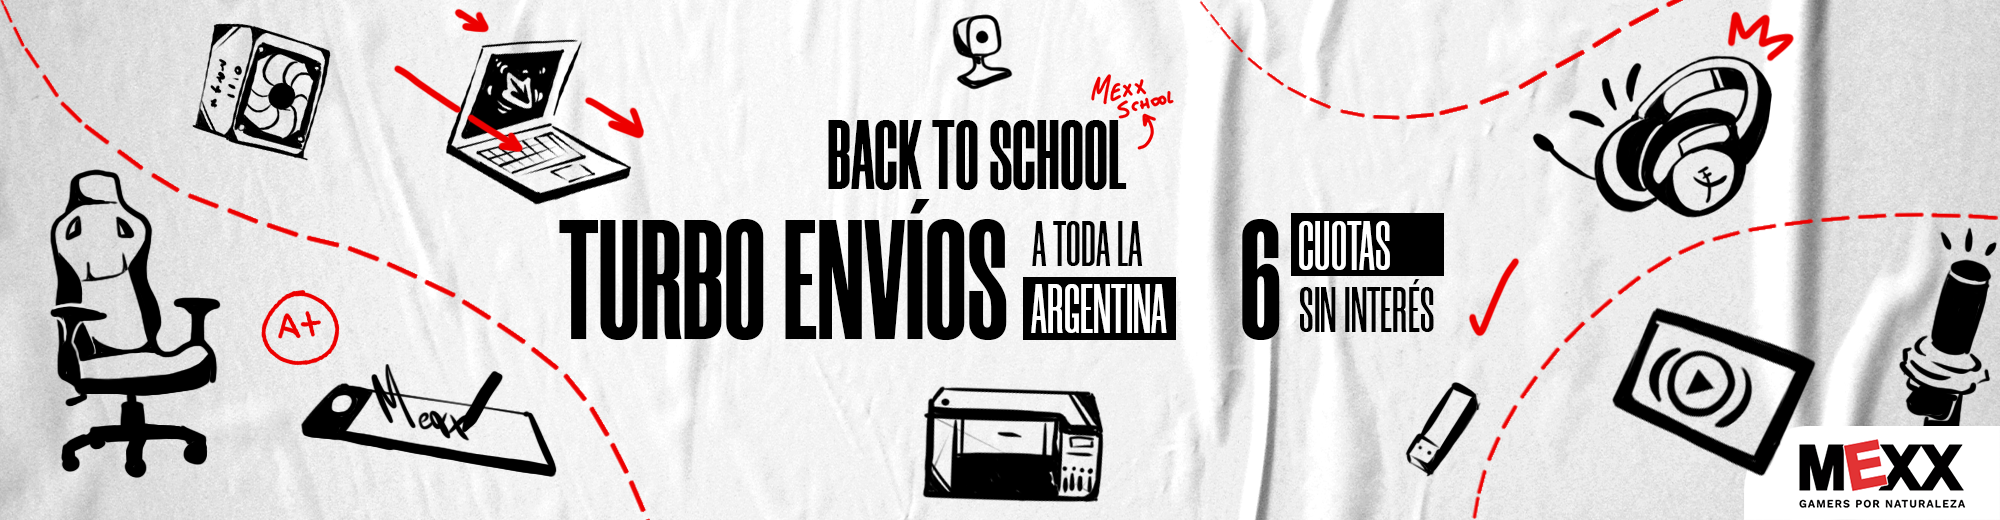 MEXX
SCHOOL
BACK TO SCHOOL
TURBO ENVÍOS
A TODA LA
ARGENTINA
6
CUOTAS
SIN INTERÉS
A+
Mexx
MEXX
GAMERS POR NATURALEZA